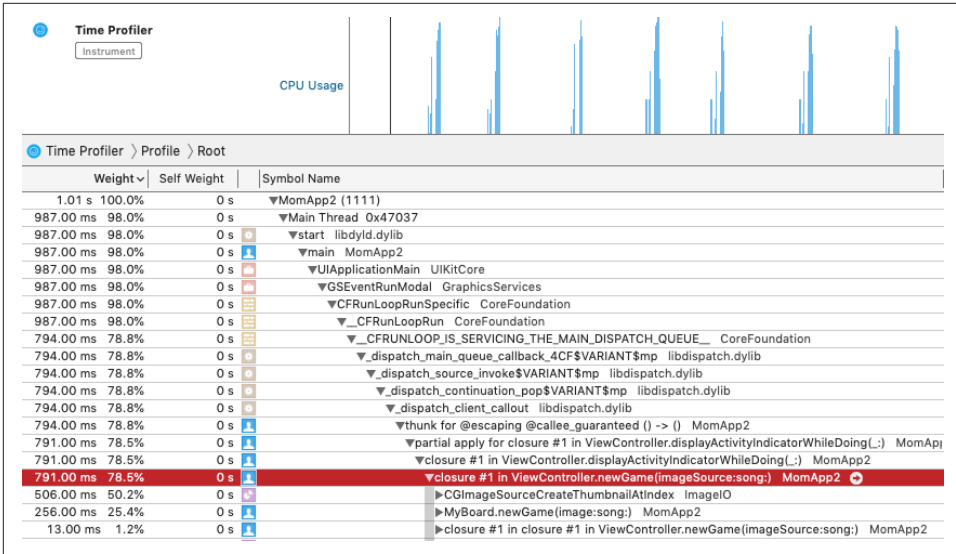 Time Profiler
Instrument
CPU Usage
Time Profiler 〉Profile 〉Root
Weight Self Weight Symbol Name
1.01 s 100.0% 0 s ▼MomApp2 (1111)
987.00 ms 98.0% 0 s ▼Main Thread 0x47037
987.00 ms 98.0% 0 s ▼start libdyld.dylib
987.00 ms 98.0% 0 s ▼main MomApp2
987.00 ms 98.0% 0 s ▼UIApplicationMain UIKitCore
987.00 ms 98.0% 0 s ▼GSEventRunModal GraphicsServices
987.00 ms 98.0% 0 s ▼CFRunLoopRunSpecific CoreFoundation
987.00 ms 98.0% 0 s ▼__CFRunLoopRun CoreFoundation
794.00 ms 78.8% 0 s ▼__CFRUNLOOP_IS_SERVICING_THE_MAIN_DISPATCH_QUEUE__ CoreFoundation
794.00 ms 78.8% 0 s ▼_dispatch_main_queue_callback_4CF$VARIANT$mp libdispatch.dylib
794.00 ms 78.8% 0 s ▼_dispatch_source_invoke$VARIANT$mp libdispatch.dylib
794.00 ms 78.8% 0 s ▼_dispatch_continuation_pop$VARIANT$mp libdispatch.dylib
794.00 ms 78.8% 0 s ▼_dispatch_client_callout libdispatch.dylib
794.00 ms 78.8% 0 s ▼thunk for @escaping @callee_guaranteed () -> () MomApp2
791.00 ms 78.5% 0 s ▼partial apply for closure #1 in ViewController.displayActivityIndicatorWhileDoing(_:) MomApp
791.00 ms 78.5% 0 s ▼closure #1 in ViewController.displayActivityIndicatorWhileDoing(_:) MomApp2
791.00 ms 78.5% 0 s ▼closure #1 in ViewController.newGame(imageSource:song:) MomApp2
506.00 ms 50.2% 0 s ▶CGImageSourceCreateThumbnailAtIndex ImageIO
256.00 ms 25.4% 0 s ▶MyBoard.newGame(image:song:) MomApp2
13.00 ms 1.2% 0 s ▶closure #1 in closure #1 in ViewController.newGame(imageSource:song:) MomApp2